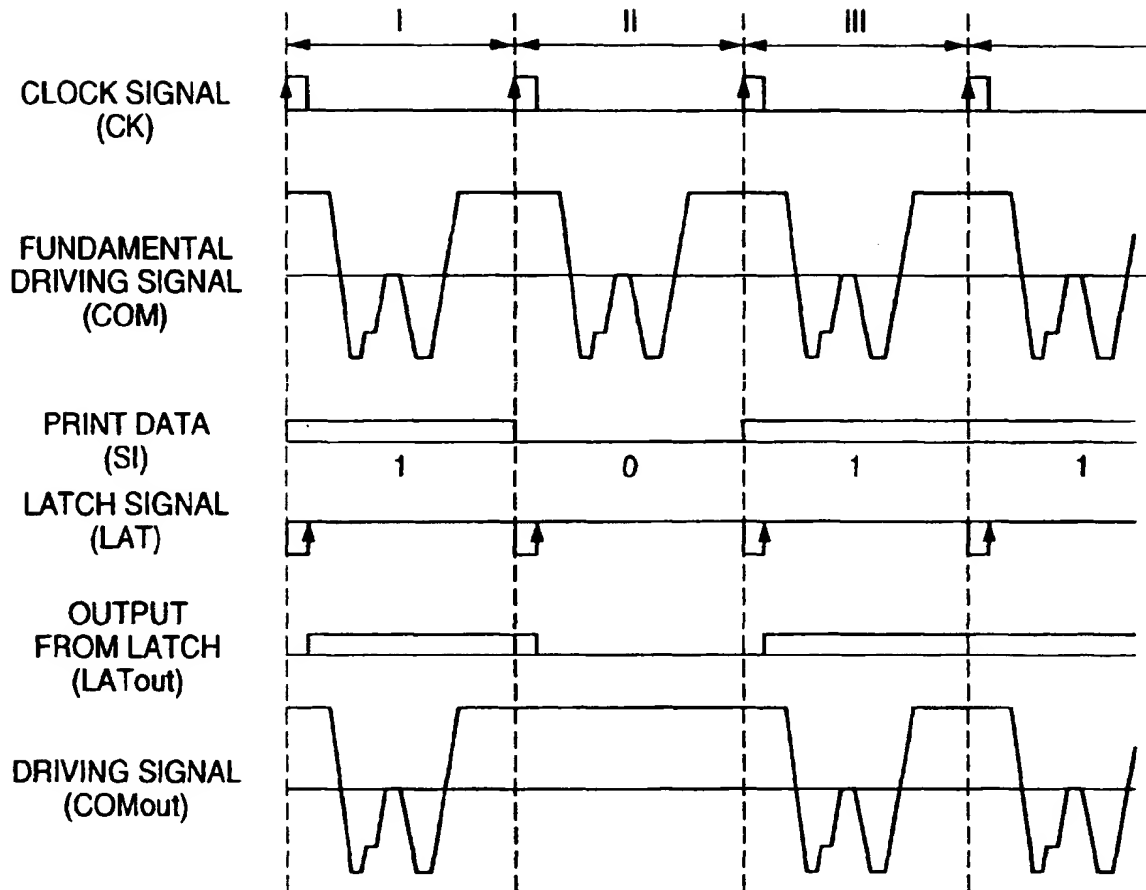 I II III
CLOCK SIGNAL
(CK)
FUNDAMENTAL
DRIVING SIGNAL
(COM)
PRINT DATA
(SI)
1 0 1 1
LATCH SIGNAL
(LAT)
OUTPUT
FROM LATCH
(LATout)
DRIVING SIGNAL
(COMout)